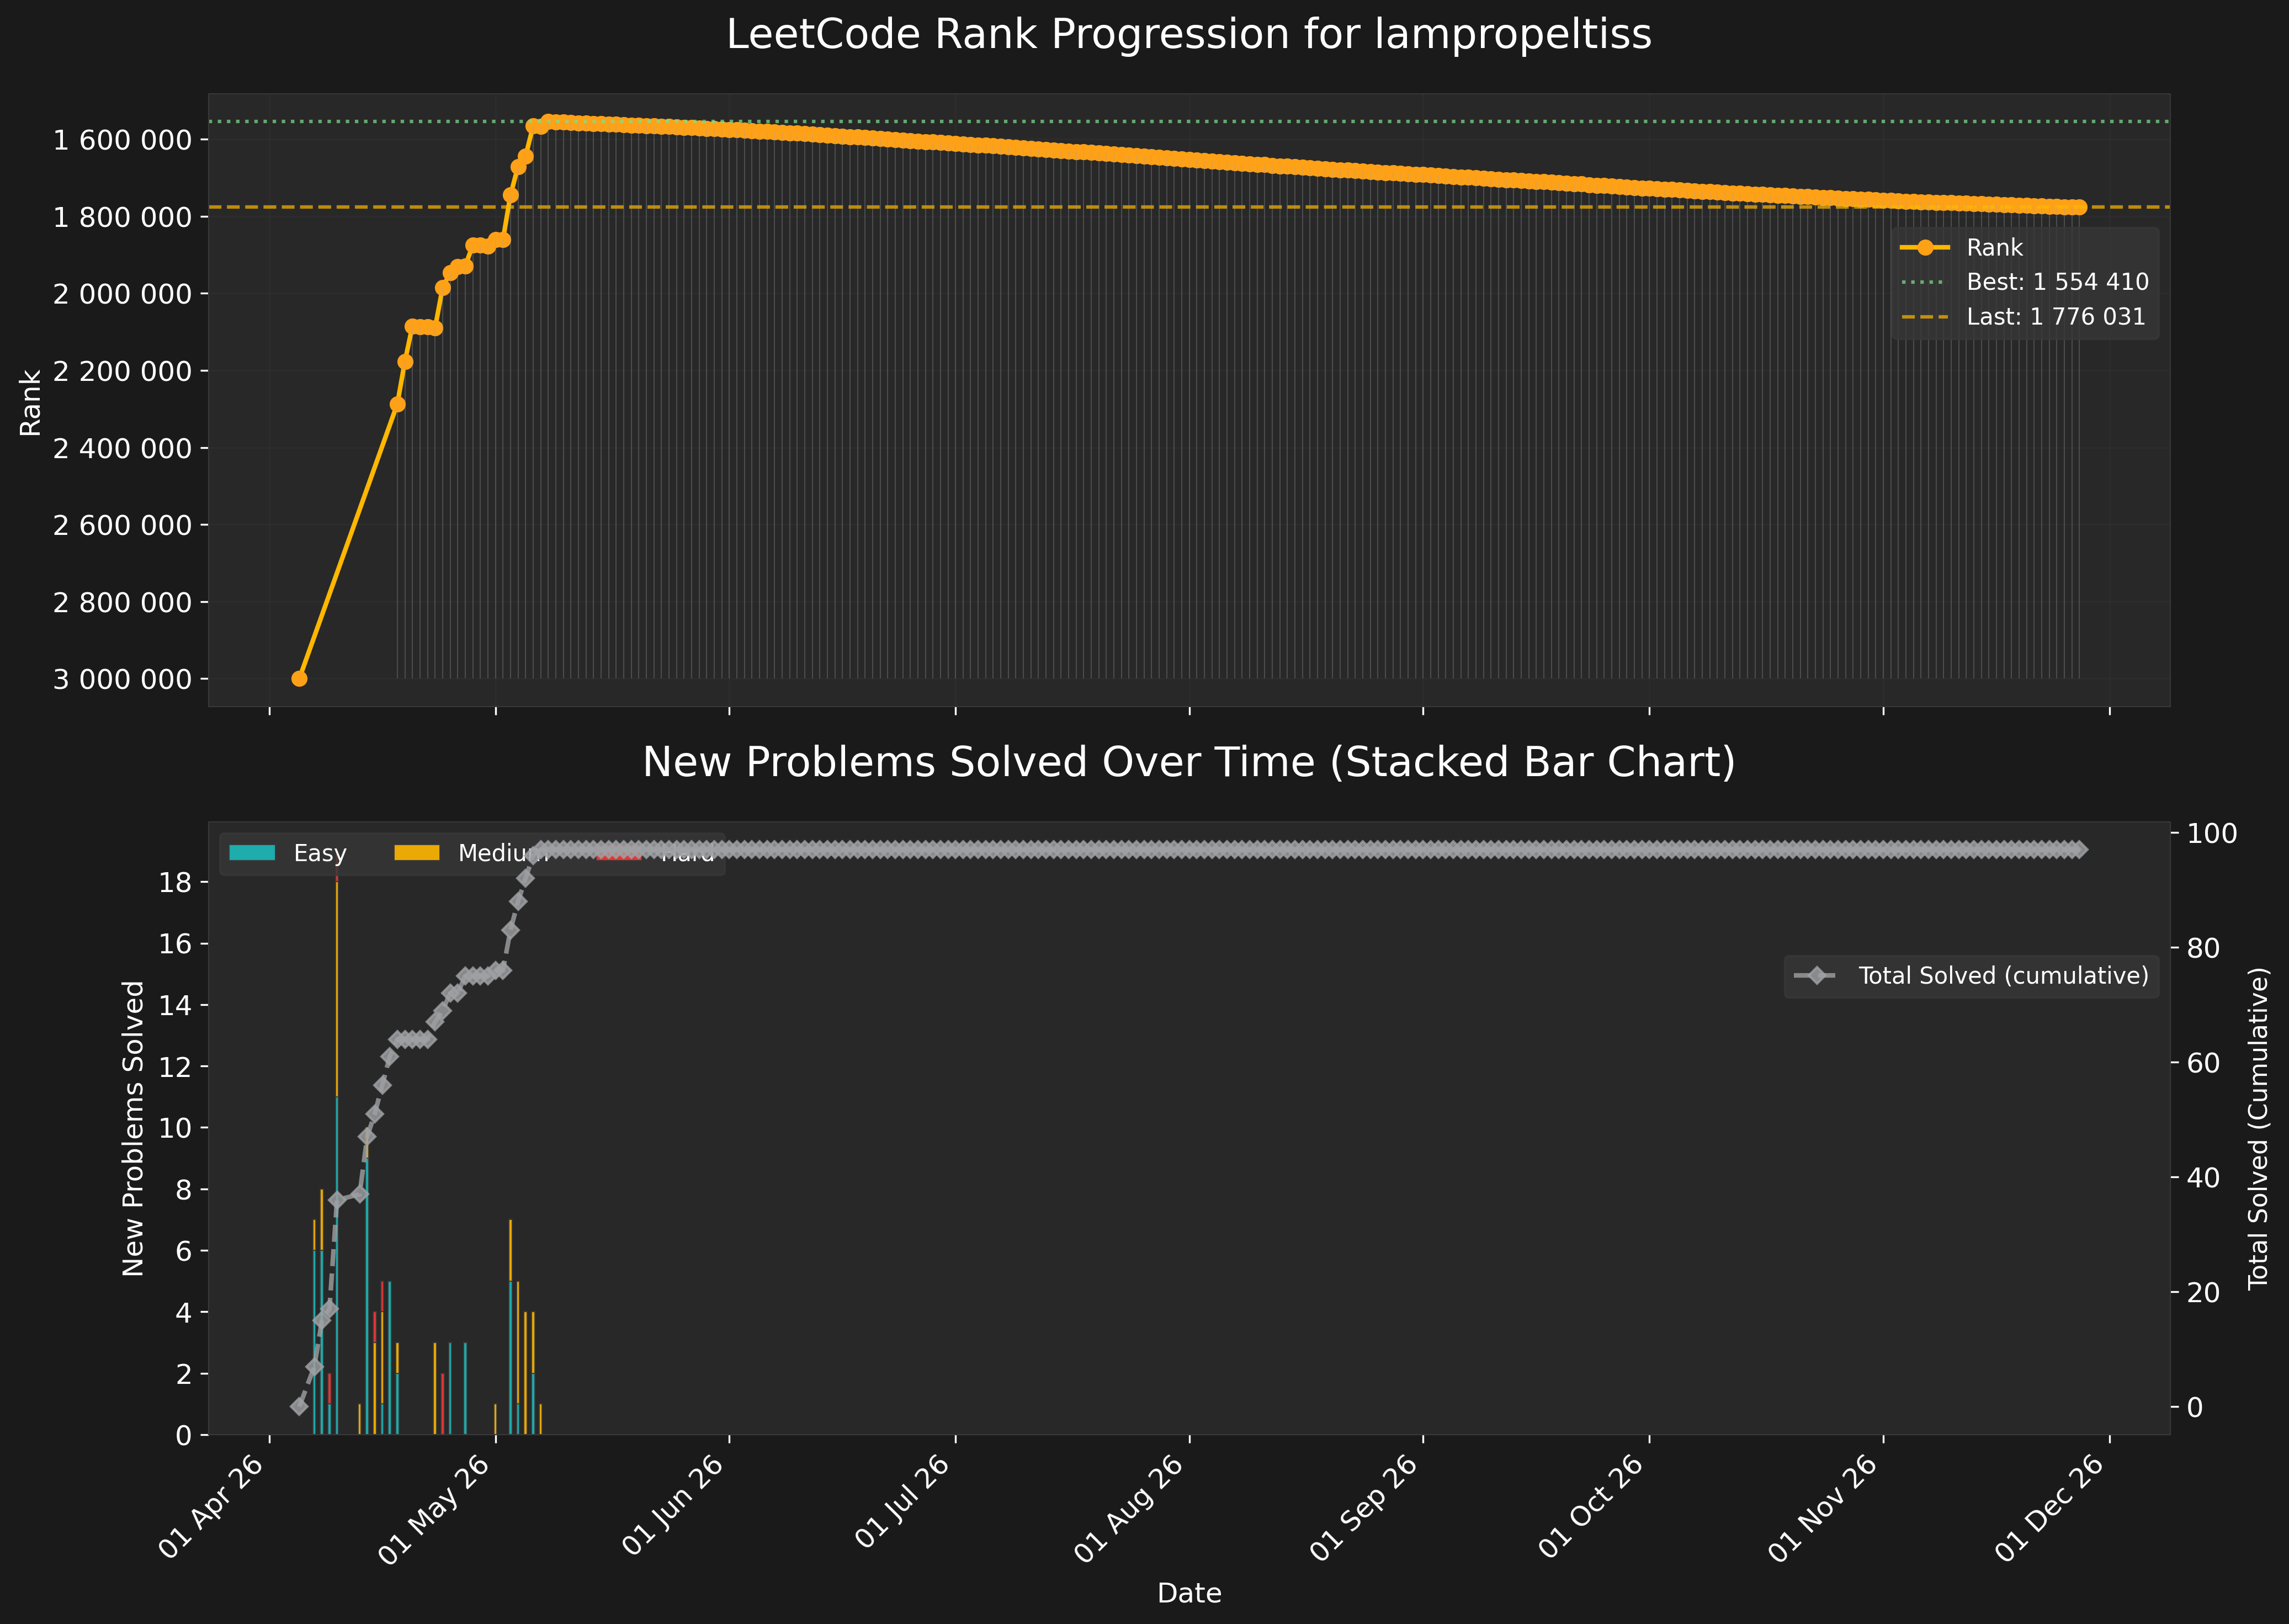 LeetCode Rank Progression for lampropeltiss
1 600 000
1 800 000
2 000 000
2 200 000
2 400 000
2 600 000
2 800 000
3 000 000
Rank
Rank
Best: 1 554 410
Last: 1 776 031
New Problems Solved Over Time (Stacked Bar Chart)
Easy Medium Hard
Total Solved (cumulative)
18
16
14
12
10
8
6
4
2
0
New Problems Solved
100
80
60
40
20
0
Total Solved (Cumulative)
01 Apr 26
01 May 26
01 Jun 26
01 Jul 26
01 Aug 26
01 Sep 26
01 Oct 26
01 Nov 26
01 Dec 26
Date